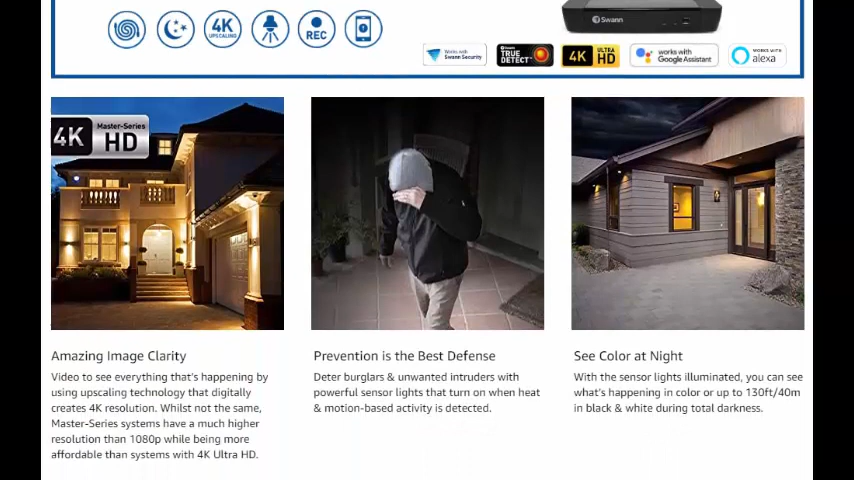 4K
UPSCALING
REC
Swann
Works with
Swann Security
Swann
TRUE
DETECT
4K ULTRA
HD
works with
Google Assistant
WORKS WITH
alexa
4K Master-Series
HD
Amazing Image Clarity
Video to see everything that's happening by
using upscaling technology that digitally
creates 4K resolution. Whilst not the same,
Master-Series systems have a much higher
resolution than 1080p while being more
affordable than systems with 4K Ultra HD.
Prevention is the Best Defense
Deter burglars & unwanted intruders with
powerful sensor lights that turn on when heat
& motion-based activity is detected.
See Color at Night
With the sensor lights illuminated, you can see
what's happening in color or up to 130ft/40m
in black & white during total darkness.